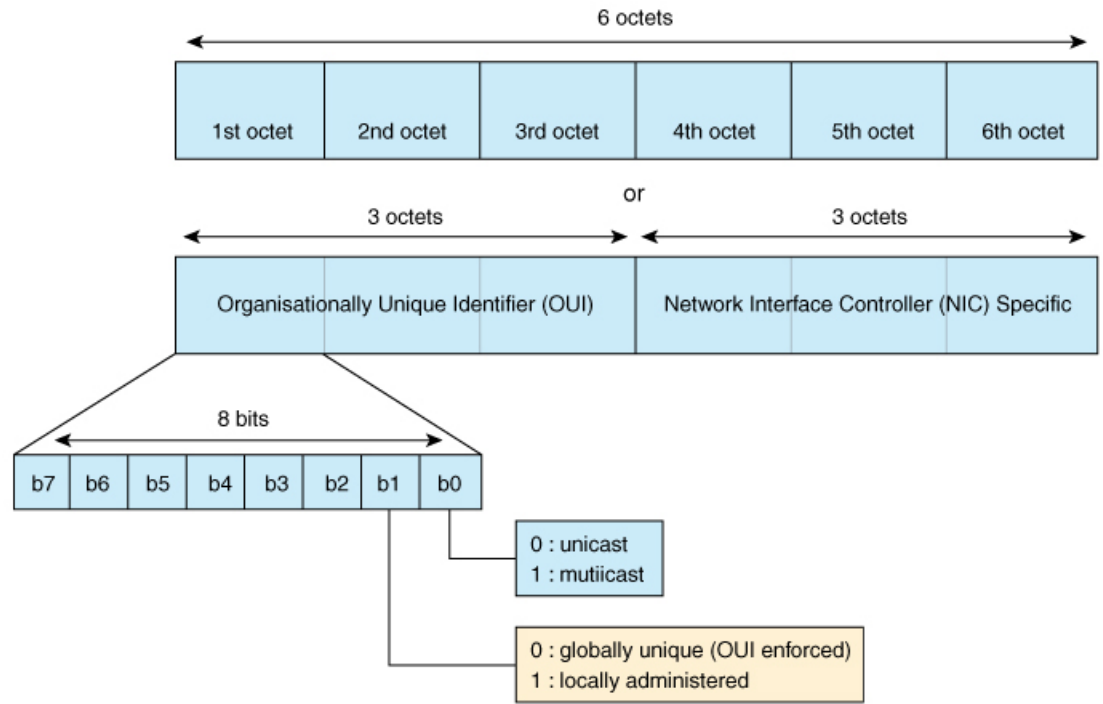 6 octets
1st octet
2nd octet
3rd octet
4th octet
5th octet
6th octet
or
3 octets
3 octets
Organisationally Unique Identifier (OUI)
Network Interface Controller (NIC) Specific
8 bits
b7
b6
b5
b4
b3
b2
b1
b0
0 : unicast
1 : mutiicast
0 : globally unique (OUI enforced)
1 : locally administered